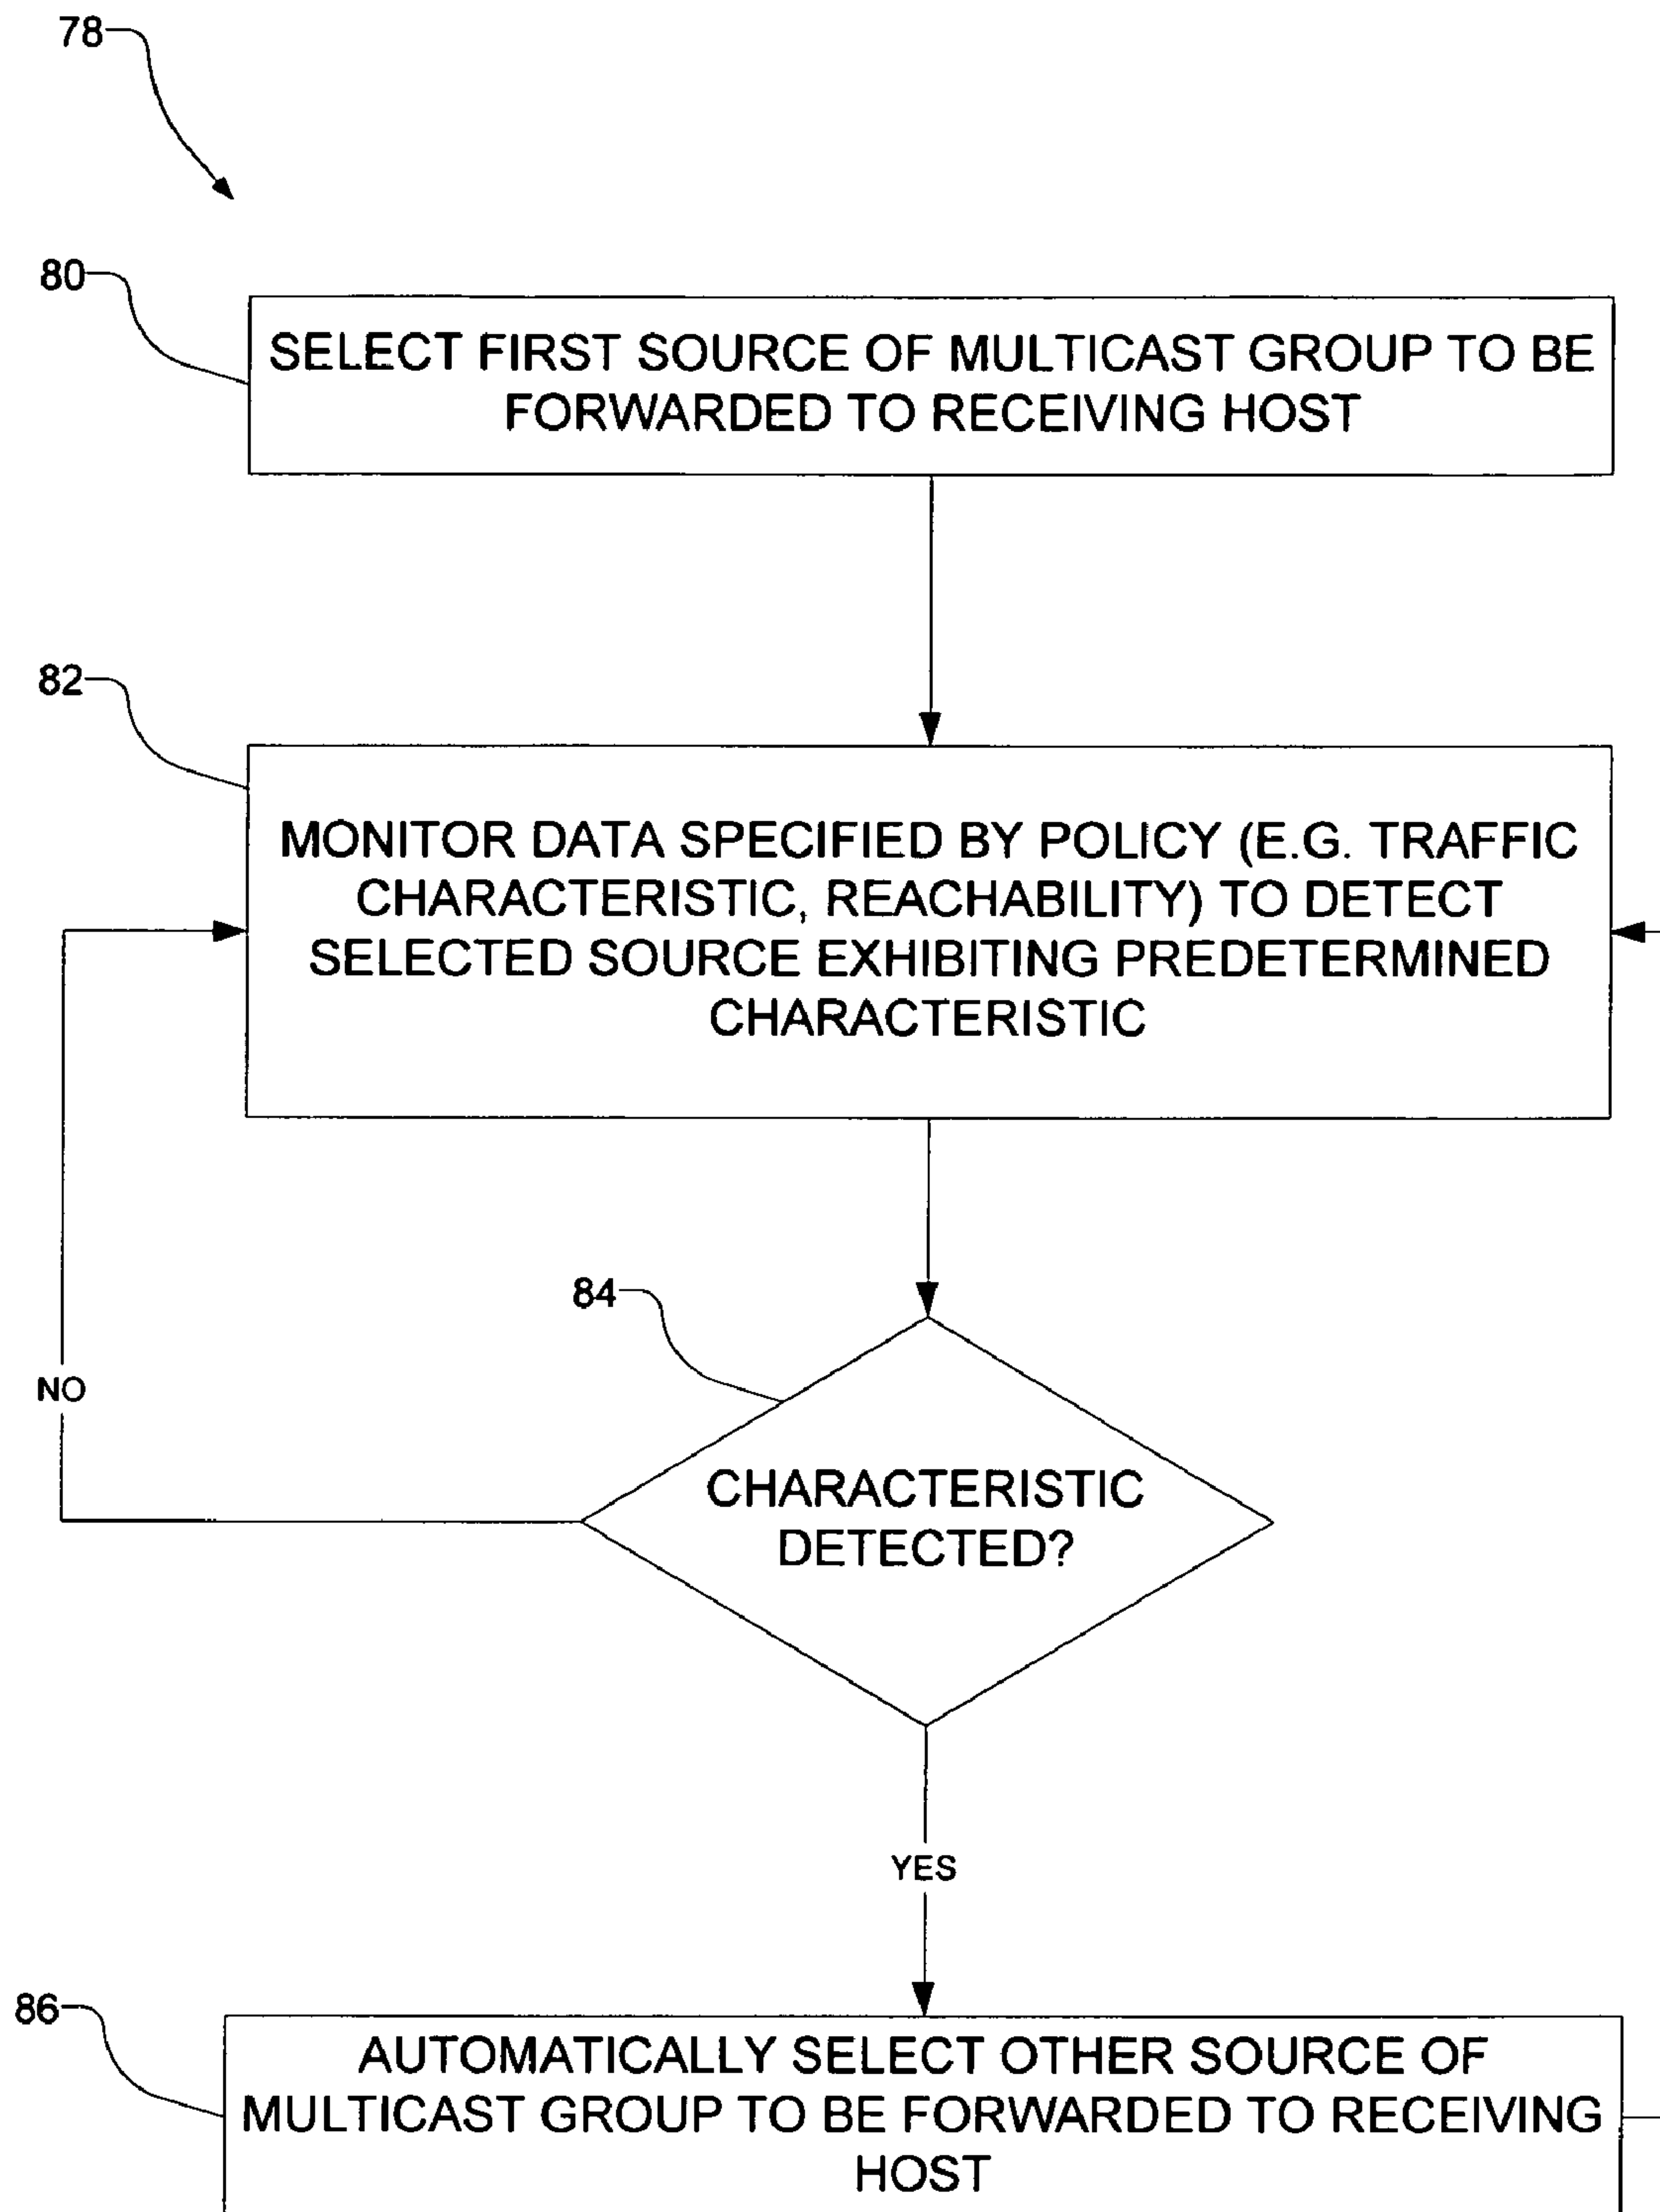 78
80
SELECT FIRST SOURCE OF MULTICAST GROUP TO BE
FORWARDED TO RECEIVING HOST
82
MONITOR DATA SPECIFIED BY POLICY (E.G. TRAFFIC
CHARACTERISTIC, REACHABILITY) TO DETECT
SELECTED SOURCE EXHIBITING PREDETERMINED
CHARACTERISTIC
84
NO
CHARACTERISTIC
DETECTED?
YES
86
AUTOMATICALLY SELECT OTHER SOURCE OF
MULTICAST GROUP TO BE FORWARDED TO RECEIVING
HOST